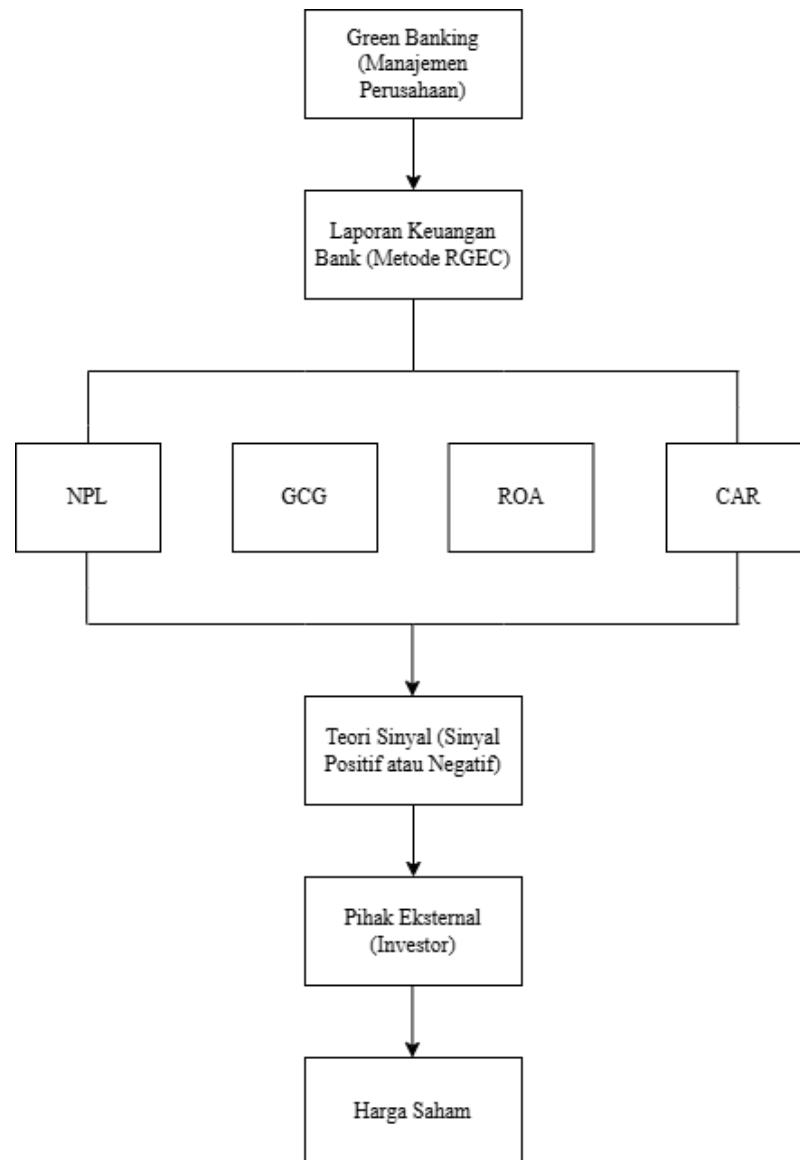 Green Banking
(Manajemen
Perusahaan)
Laporan Keuangan
Bank (Metode RGEC)
NPL
GCG
ROA
CAR
Teori Sinyal (Sinyal
Positif atau Negatif)
Pihak Eksternal
(Investor)
Harga Saham